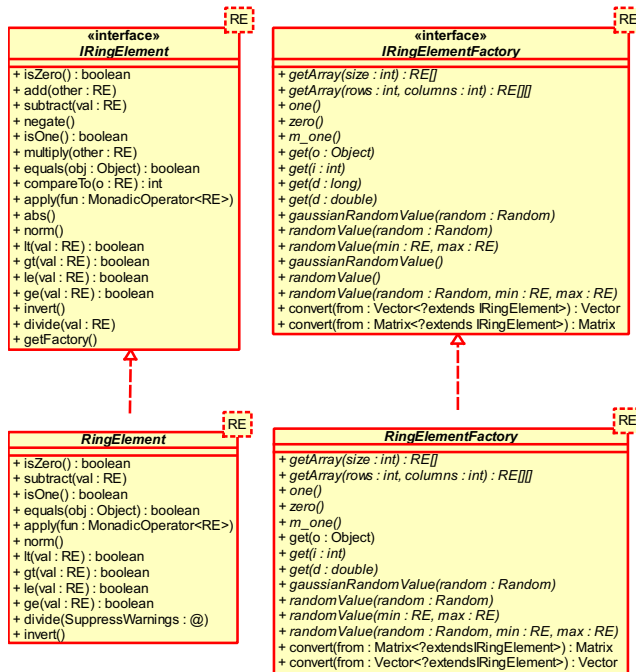 RE
«interface»
IRingElement
+ isZero() : boolean
+ add(other : RE)
+ subtract(val : RE)
+ negate()
+ isOne() : boolean
+ multiply(other : RE)
+ equals(obj : Object) : boolean
+ compareTo(o : RE) : int
+ apply(fun : MonadicOperator<RE>)
+ abs()
+ norm()
+ lt(val : RE) : boolean
+ gt(val : RE) : boolean
+ le(val : RE) : boolean
+ ge(val : RE) : boolean
+ invert()
+ divide(val : RE)
+ getFactory()
RE
«interface»
IRingElementFactory
+ getArray(size : int) : RE[]
+ getArray(rows : int, columns : int) : RE[][]
+ one()
+ zero()
+ m_one()
+ get(o : Object)
+ get(i : int)
+ get(d : long)
+ get(d : double)
+ gaussianRandomValue(random : Random)
+ randomValue(random : Random)
+ randomValue(min : RE, max : RE)
+ gaussianRandomValue()
+ randomValue()
+ randomValue(random : Random, min : RE, max : RE)
+ convert(from : Vector<?extends IRingElement>) : Vector
+ convert(from : Matrix<?extends IRingElement>) : Matrix
RE
RingElement
+ isZero() : boolean
+ subtract(val : RE)
+ isOne() : boolean
+ equals(obj : Object) : boolean
+ apply(fun : MonadicOperator<RE>)
+ norm()
+ lt(val : RE) : boolean
+ gt(val : RE) : boolean
+ le(val : RE) : boolean
+ ge(val : RE) : boolean
+ divide(SuppressWarnings : @)
+ invert()
RE
RingElementFactory
+ getArray(size : int) : RE[]
+ getArray(rows : int, columns : int) : RE[][]
+ one()
+ zero()
+ m_one()
+ get(o : Object)
+ get(i : int)
+ get(d : double)
+ gaussianRandomValue(random : Random)
+ randomValue(random : Random)
+ randomValue(min : RE, max : RE)
+ randomValue(random : Random, min : RE, max : RE)
+ convert(from : Matrix<?extendsIRingElement>) : Matrix
+ convert(from : Vector<?extendsIRingElement>) : Vector